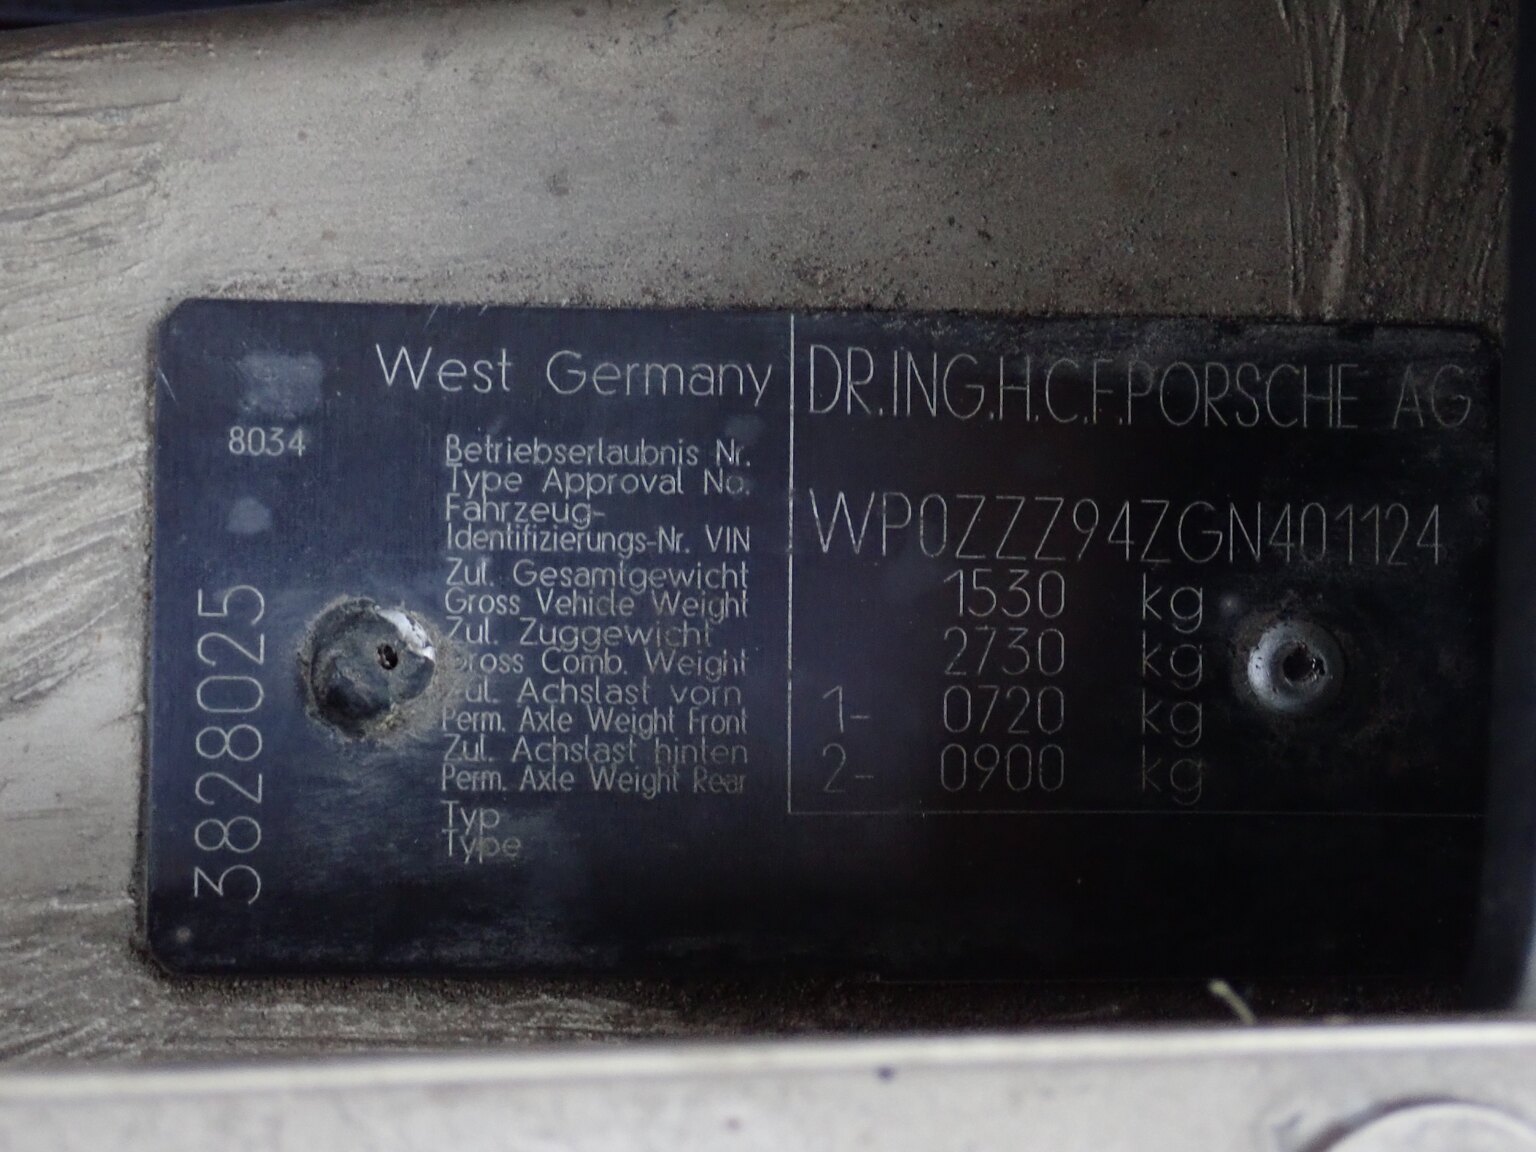 West Germany
DR.ING.H.C.F.PORSCHE AG
8034
Betriebserlaubnis Nr.
Type Approval No.
Fahrzeug-
Identifizierungs-Nr. VIN
WP0ZZZ94ZGN401124
Zul. Gesamtgewicht
Gross Vehicle Weight
1530 kg
Zul. Zuggewicht
Gross Comb. Weight
2730 kg
Zul. Achslast vorn
Perm. Axle Weight Front
1- 0720 kg
Zul. Achslast hinten
Perm. Axle Weight Rear
2- 0900 kg
Typ
Type
3828025